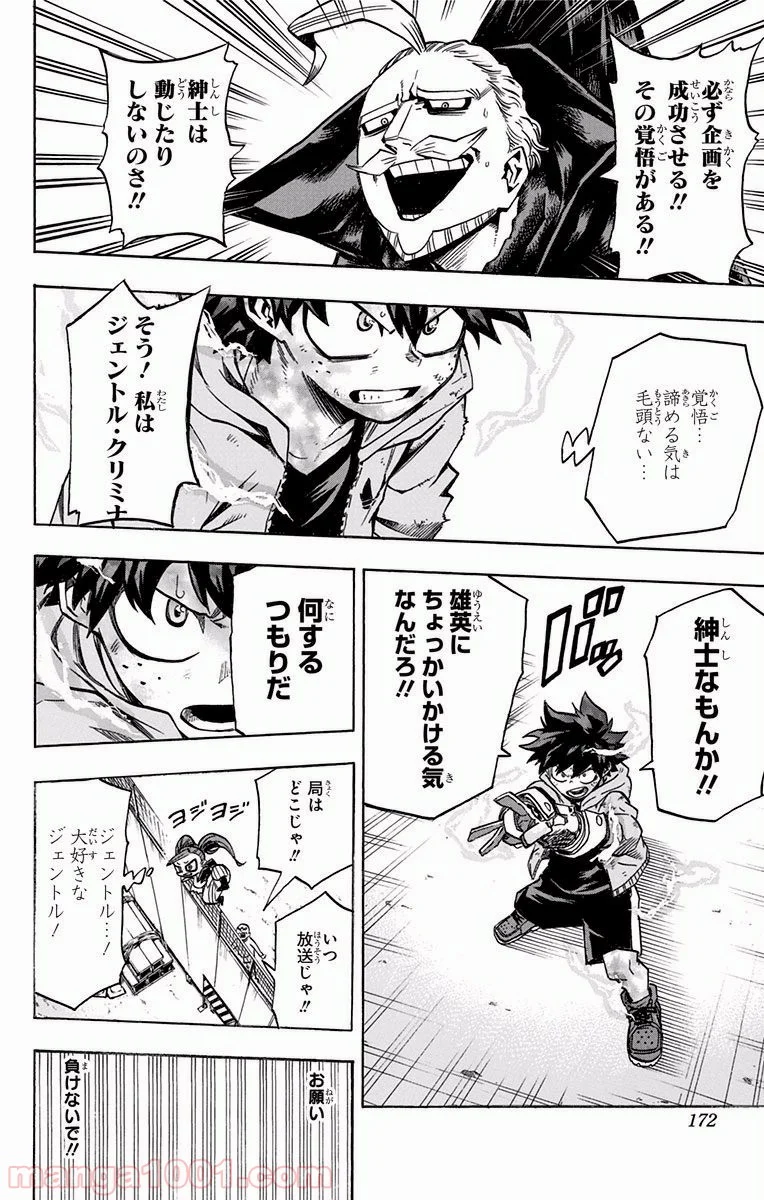 必ず企画を
成功させる!!
その覚悟がある!!
紳士は
動じたり
しないのさ!!
覚悟…
諦める気は
毛頭ない…
そう！私は
ジェントル・クリミナ
紳士なもんか!!
雄英に
ちょっかいかける気
なんだろ!!
何する
つもりだ
局は
どこじゃ!!
ヨジヨジ
いつ
放送じゃ!!
ジェントル…！
大好きな
ジェントル！
お願い
負けないで!!
172
manga1001.com